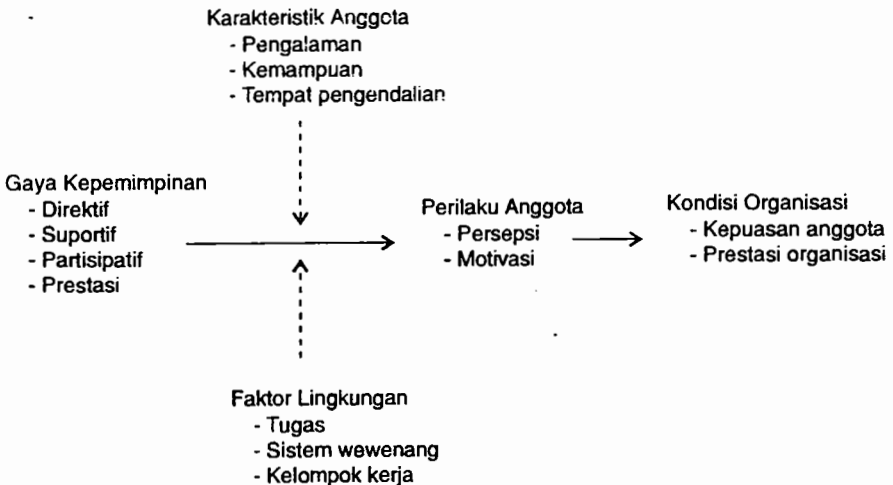 Karakteristik Anggota
- Pengalaman
- Kemampuan
- Tempat pengendalian
Gaya Kepemimpinan
- Direktif
- Suportif
- Partisipatif
- Prestasi
Perilaku Anggota
- Persepsi
- Motivasi
Kondisi Organisasi
- Kepuasan anggota
- Prestasi organisasi
Faktor Lingkungan
- Tugas
- Sistem wewenang
- Kelompok kerja